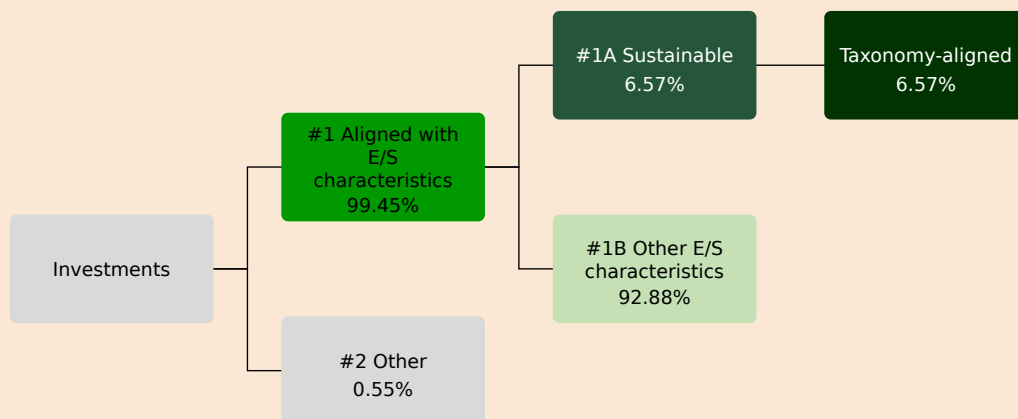 #1A Sustainable
6.57%
Taxonomy-aligned
6.57%
#1 Aligned with
E/S
characteristics
99.45%
Investments
#1B Other E/S
characteristics
92.88%
#2 Other
0.55%